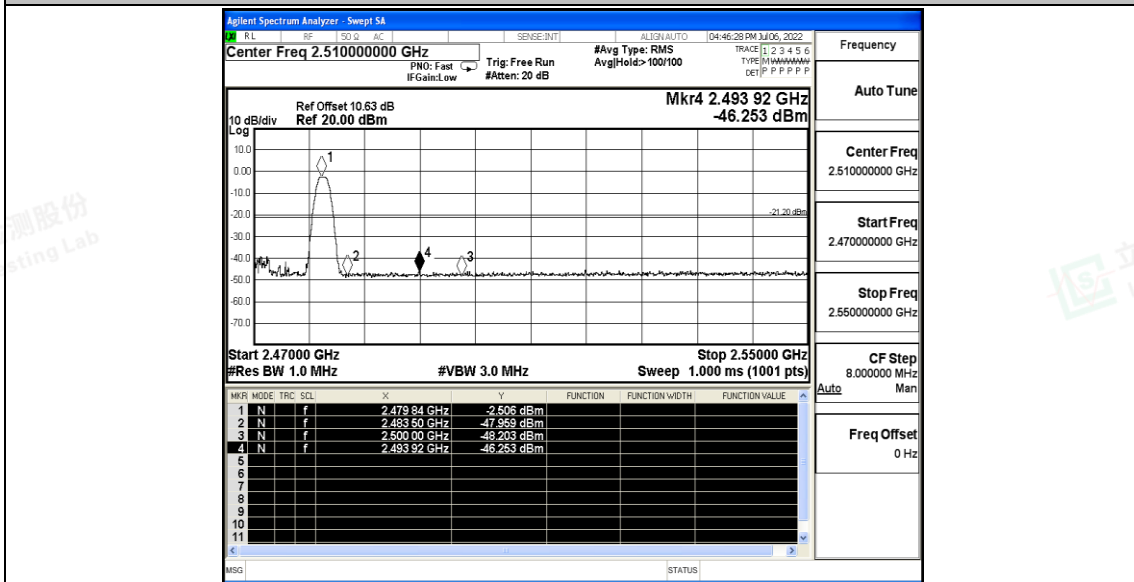 Agilent Spectrum Analyzer - Swept SA
LXI RL RF 50 Ω AC SENSE:INT ALIGN AUTO 04:46:28 PM Jul 06, 2022
Center Freq 2.510000000 GHz
PNO: Fast
IFGain:Low
Trig: Free Run
#Atten: 20 dB
#Avg Type: RMS
Avg|Hold:>100/100
TRACE 1 2 3 4 5 6
TYPE M WWWWW
DET P P P P P P
Mkr4 2.493 92 GHz
-46.253 dBm
Ref Offset 10.63 dB
10 dB/div Ref 20.00 dBm
Log
10.0
0.00
-10.0
-20.0
-30.0
-40.0
-50.0
-60.0
-70.0
1
2
4
3
-21.20 dBm
Start 2.47000 GHz Stop 2.55000 GHz
#Res BW 1.0 MHz #VBW 3.0 MHz Sweep 1.000 ms (1001 pts)
MKR MODE TRC SCL X Y FUNCTION FUNCTION WIDTH FUNCTION VALUE
1 N f 2.479 84 GHz -2.506 dBm
2 N f 2.483 50 GHz -47.959 dBm
3 N f 2.500 00 GHz -48.203 dBm
4 N f 2.493 92 GHz -46.253 dBm
5
6
7
8
9
10
11
MSG STATUS
Frequency
Auto Tune
Center Freq
2.510000000 GHz
Start Freq
2.470000000 GHz
Stop Freq
2.550000000 GHz
CF Step
8.000000 MHz
Auto Man
Freq Offset
0 Hz
测股份
sting Lab
立